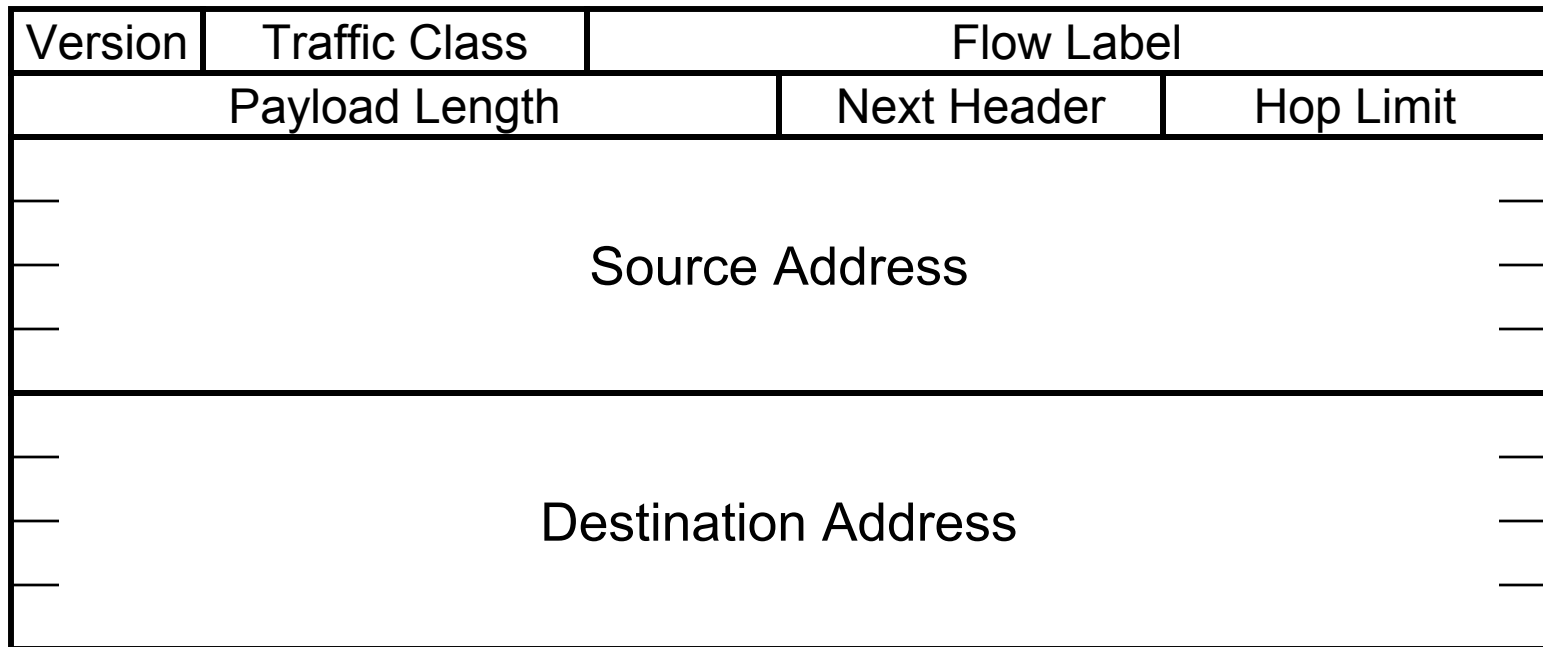 Version Traffic Class Flow Label
Payload Length Next Header Hop Limit
Source Address
Destination Address